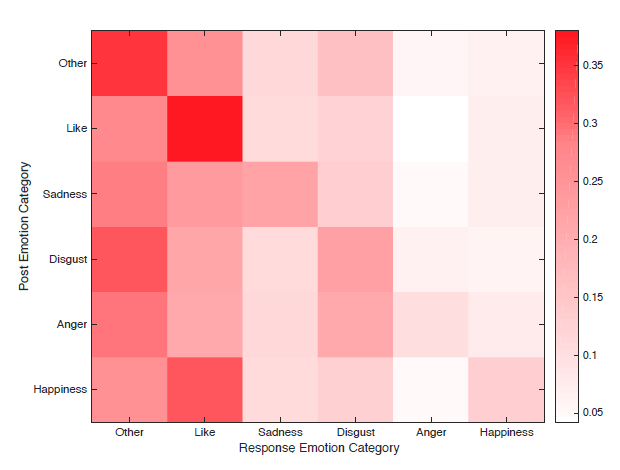 Other
Like
Sadness
Disgust
Anger
Happiness
Post Emotion Category
Other Like Sadness Disgust Anger Happiness
Response Emotion Category
0.35
0.3
0.25
0.2
0.15
0.1
0.05